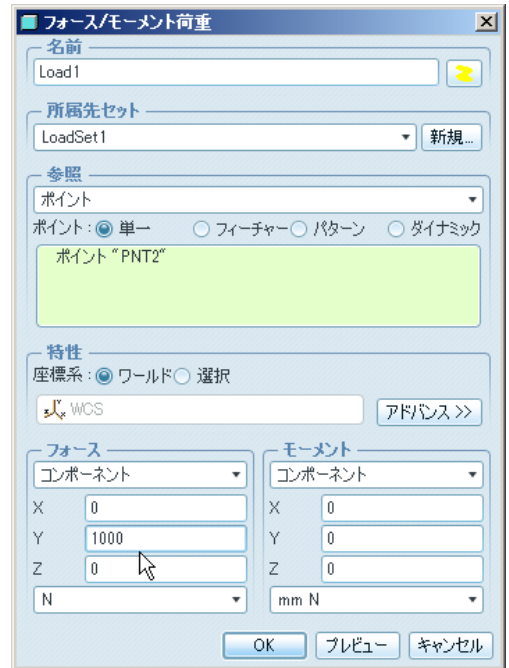 フォース/モーメント荷重
名前
Load1
所属先セット
LoadSet1 新規...
参照
ポイント
ポイント: 単一 フィーチャー パターン ダイナミック
ポイント "PNT2"
特性
座標系: ワールド 選択
WCS アドバンス >>
フォース モーメント
コンポーネント コンポーネント
X 0 X 0
Y 1000 Y 0
Z 0 Z 0
N mm N
OK プレビュー キャンセル